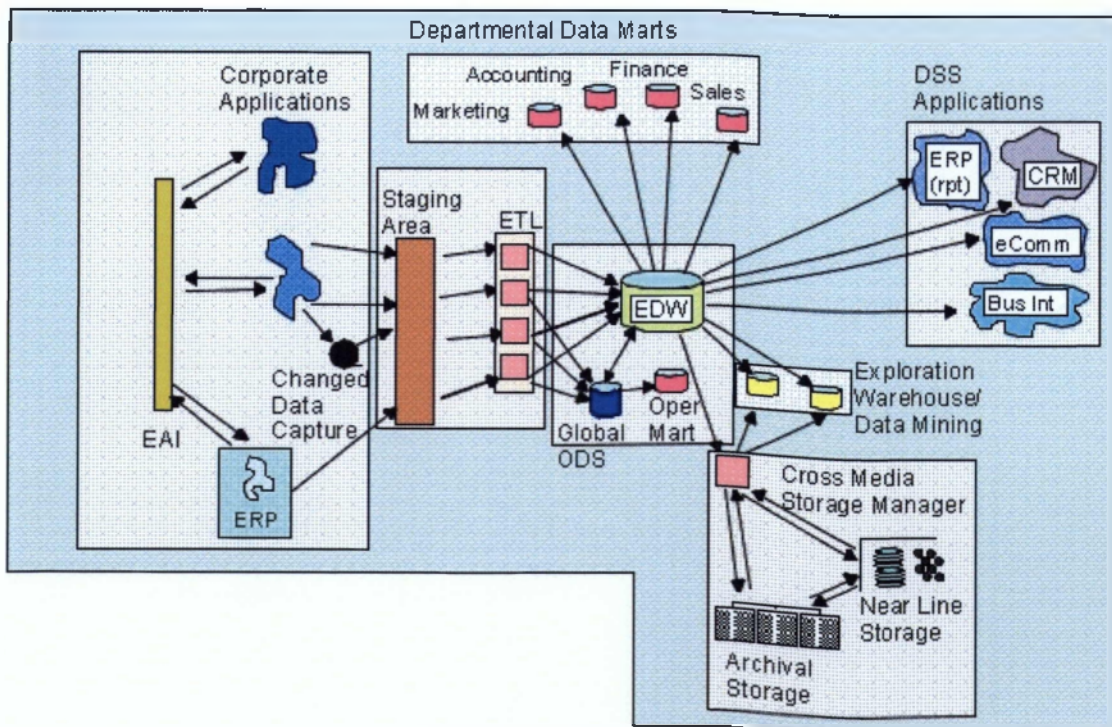 Departmental Data Marts
Corporate
Applications
Accounting
Finance
Marketing
Sales
DSS
Applications
ERP
(rpt)
CRM
eComm
Bus Int
Staging
Area
ETL
EDW
Changed
Data
Capture
EAI
ERP
Global
ODS
Oper
Mart
Exploration
Warehouse/
Data Mining
Cross Media
Storage Manager
Near Line
Storage
Archival
Storage